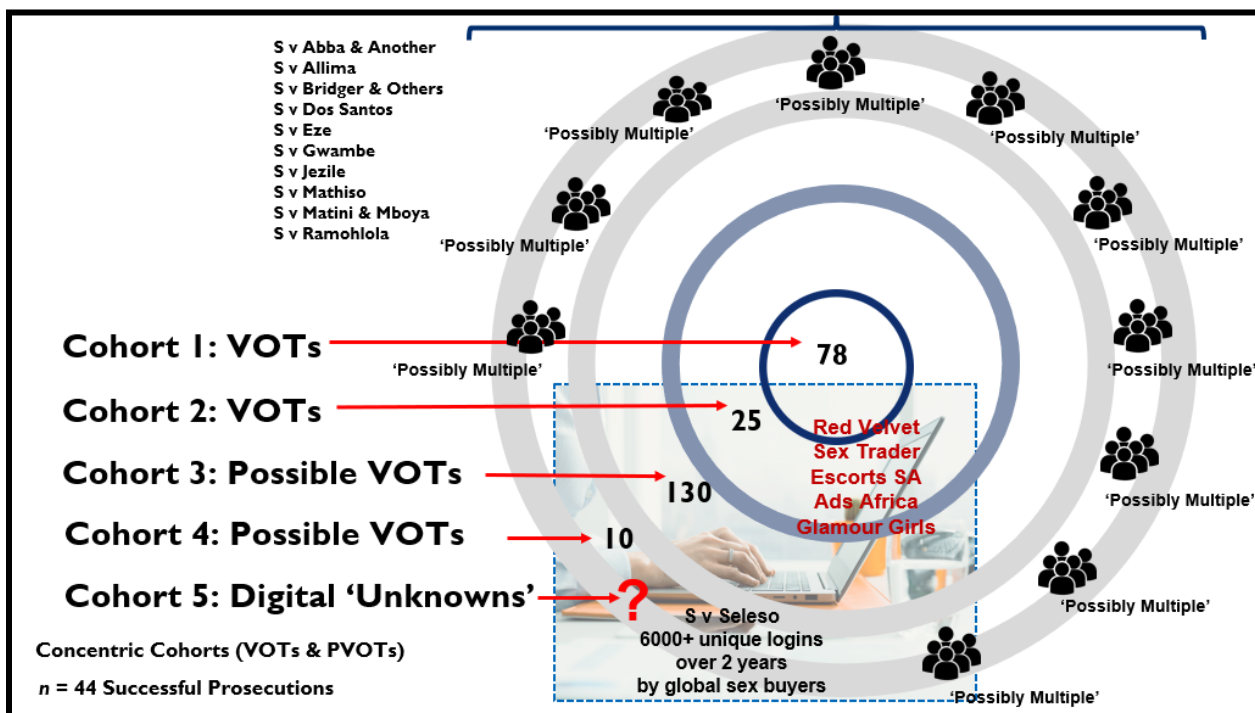 S v Abba & Another
S v Allima
S v Bridger & Others
S v Dos Santos
S v Eze
S v Gwambe
S v Jezile
S v Mathiso
S v Matini & Mboya
S v Ramohlola
‘Possibly Multiple’
‘Possibly Multiple’
‘Possibly Multiple’
‘Possibly Multiple’
‘Possibly Multiple’
‘Possibly Multiple’
‘Possibly Multiple’
‘Possibly Multiple’
‘Possibly Multiple’
‘Possibly Multiple’
‘Possibly Multiple’
Cohort 1: VOTs
78
Cohort 2: VOTs
25
Cohort 3: Possible VOTs
130
Cohort 4: Possible VOTs
10
Cohort 5: Digital ‘Unknowns’
?
Red Velvet
Sex Trader
Escorts SA
Ads Africa
Glamour Girls
S v Seleso
6000+ unique logins
over 2 years
by global sex buyers
Concentric Cohorts (VOTs & PVOTs)
n = 44 Successful Prosecutions